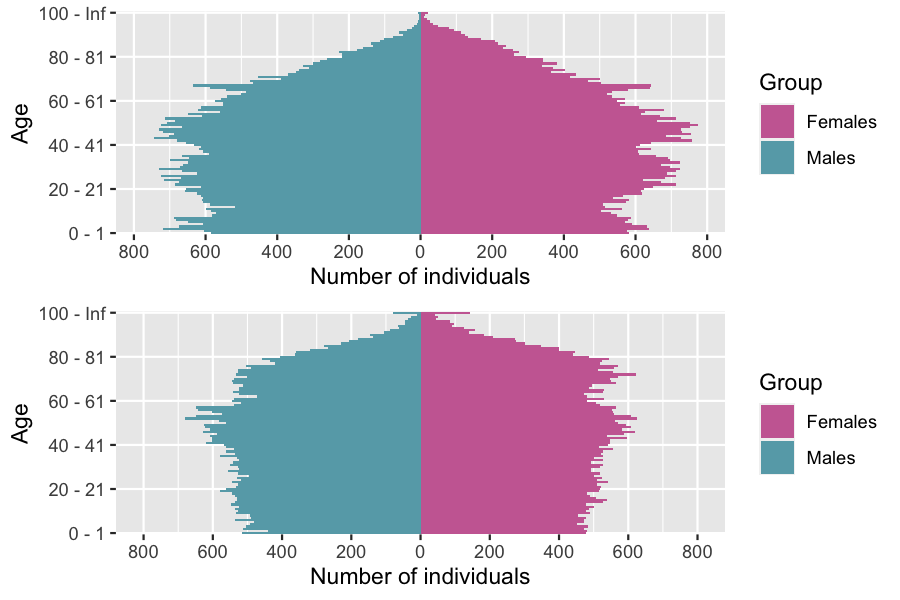 100 - Inf
80 - 81
60 - 61
40 - 41
20 - 21
0 - 1
Age
800 600 400 200 0 200 400 600 800
Number of individuals
Group
Females
Males
100 - Inf
80 - 81
60 - 61
40 - 41
20 - 21
0 - 1
Age
800 600 400 200 0 200 400 600 800
Number of individuals
Group
Females
Males